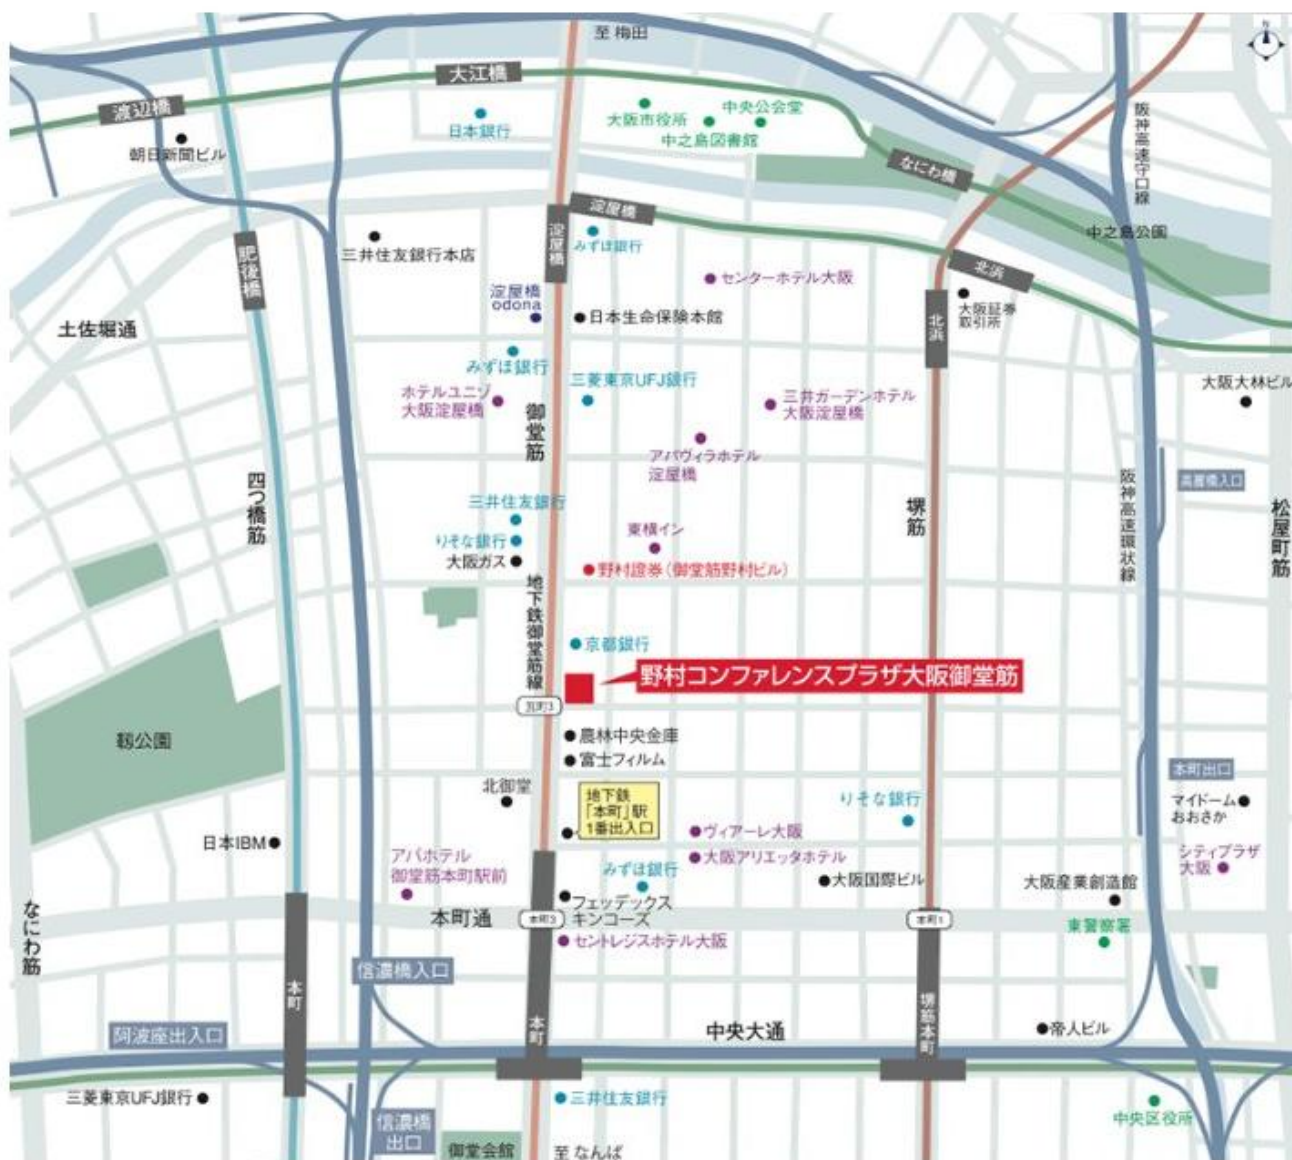 N
至 梅田
大江橋
渡辺橋
日本銀行
大阪市役所
中央公会堂
中之島図書館
朝日新聞ビル
なにわ橋
阪神高速守口線
淀屋橋
淀屋橋
みずほ銀行
中之島公園
三井住友銀行本店
肥後橋
北浜
センターホテル大阪
淀屋橋
odona
日本生命保険本館
北浜
大阪証券
取引所
土佐堀通
みずほ銀行
三菱東京UFJ銀行
大阪大林ビル
ホテルユニゾ
大阪淀屋橋
三井ガーデンホテル
大阪淀屋橋
御堂筋
アパヴィラホテル
淀屋橋
四つ橋筋
三井住友銀行
堺筋
阪神高速環状線
高麗橋入口
松屋町筋
りそな銀行
東横イン
大阪ガス
野村證券(御堂筋野村ビル)
地下鉄御堂筋線
京都銀行
野村コンファレンスプラザ大阪御堂筋
瓦町3
靱公園
農林中央金庫
富士フィルム
本町出口
北御堂
地下鉄
「本町」駅
1番出入口
りそな銀行
マイドーム
おおさか
日本IBM
ヴィアーレ大阪
アパホテル
御堂筋本町駅前
大阪アリエッタホテル
シティプラザ
大阪
みずほ銀行
大阪国際ビル
大阪産業創造館
なにわ筋
フェッデックス
キンコーズ
本町通
本町3
本町1
東警察署
セントレジスホテル大阪
信濃橋入口
本町
本町
堺筋本町
阿波座出入口
中央大通
帝人ビル
三菱東京UFJ銀行
三井住友銀行
信濃橋
出口
中央区役所
御堂会館
至 なんば